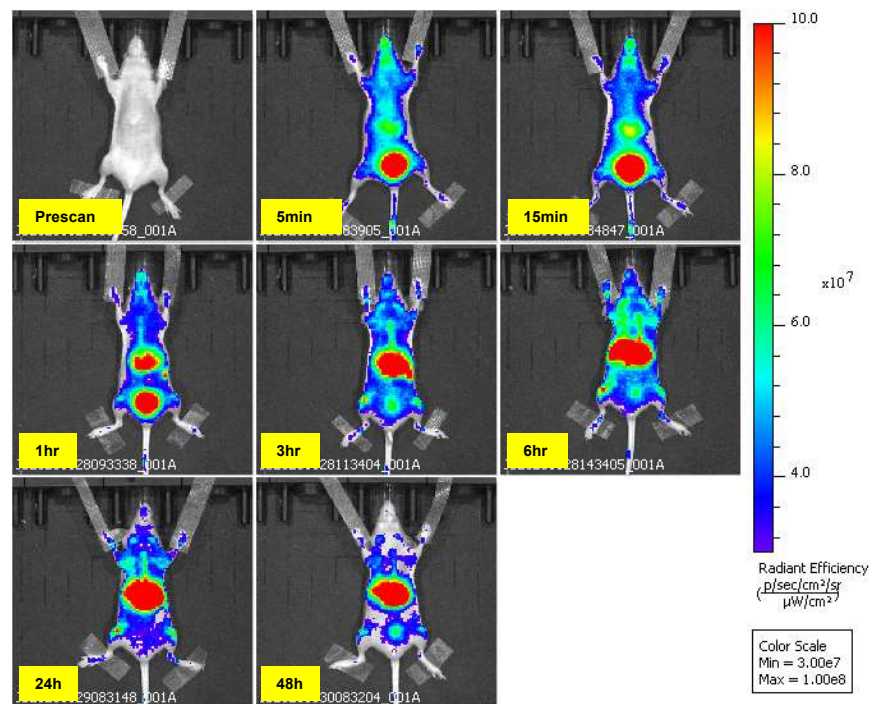 Prescan
58_001A
5min
83905_001A
15min
4847_001A
1hr
28093338_001A
3hr
28113404_001A
6hr
28143405_001A
24h
29083148_001A
48h
30083204_001A
10.0
8.0
x10⁷
6.0
4.0
Radiant Efficiency
(p/sec/cm²/sr
µW/cm²)
Color Scale
Min = 3.00e7
Max = 1.00e8